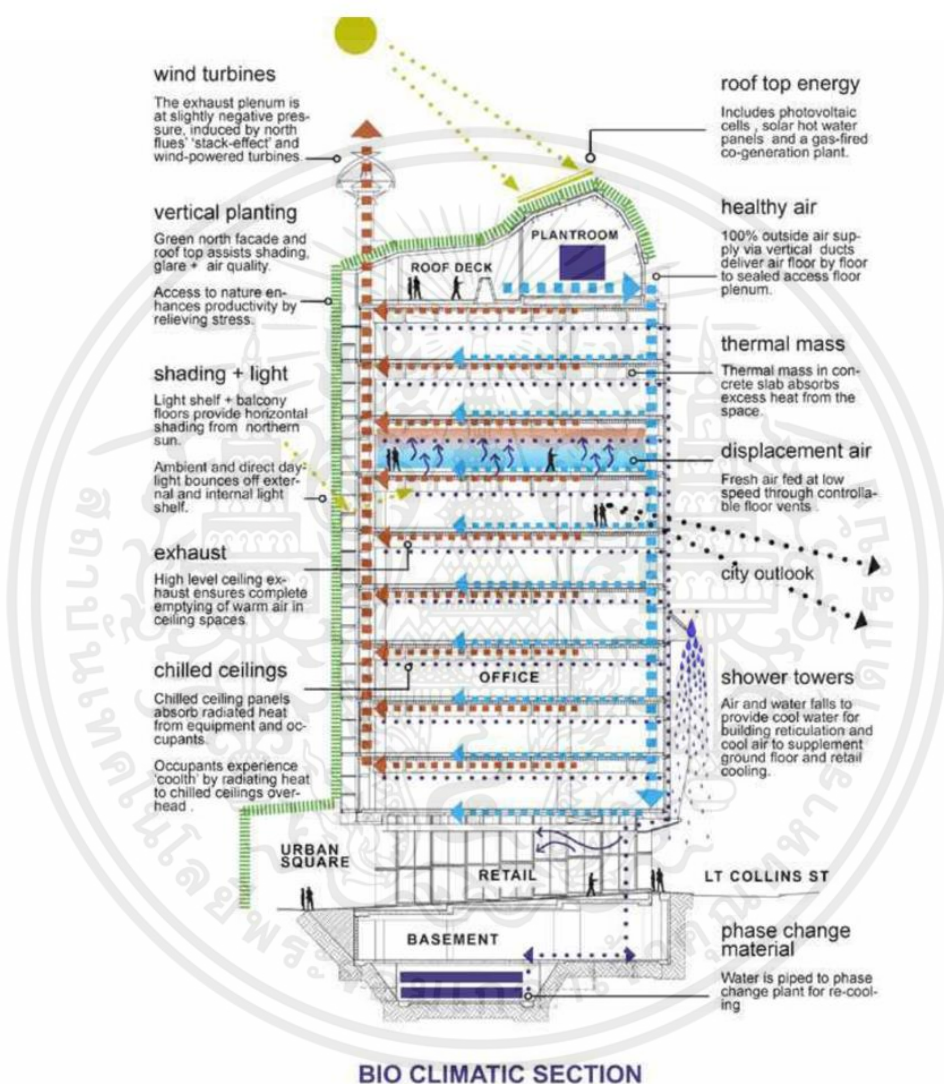 wind turbines
The exhaust plenum is
at slightly negative pres-
sure, induced by north
flues' 'stack-effect' and
wind-powered turbines.
vertical planting
Green north facade and
roof top assists shading,
glare + air quality.
Access to nature en-
hances productivity by
relieving stress.
shading + light
Light shelf + balcony
floors provide horizontal
shading from northern
sun.
Ambient and direct day-
light bounces off exter-
nal and internal light
shelf.
exhaust
High level ceiling ex-
haust ensures complete
emptying of warm air in
ceiling spaces.
chilled ceilings
Chilled ceiling panels
absorb radiated heat
from equipment and oc-
cupants.
Occupants experience
'coolth' by radiating heat
to chilled ceilings over-
head .
PLANTROOM
ROOF DECK
OFFICE
URBAN
SQUARE
RETAIL
LT COLLINS ST
BASEMENT
roof top energy
Includes photovoltaic
cells , solar hot water
panels and a gas-fired
co-generation plant.
healthy air
100% outside air sup-
ply via vertical ducts
deliver air floor by floor
to sealed access floor
plenum.
thermal mass
Thermal mass in con-
crete slab absorbs
excess heat from the
space.
displacement air
Fresh air fed at low
speed through controlla-
ble floor vents .
city outlook
shower towers
Air and water falls to
provide cool water for
building reticulation and
cool air to supplement
ground floor and retail
cooling.
phase change
material
Water is piped to phase
change plant for re-cool-
ing
BIO CLIMATIC SECTION